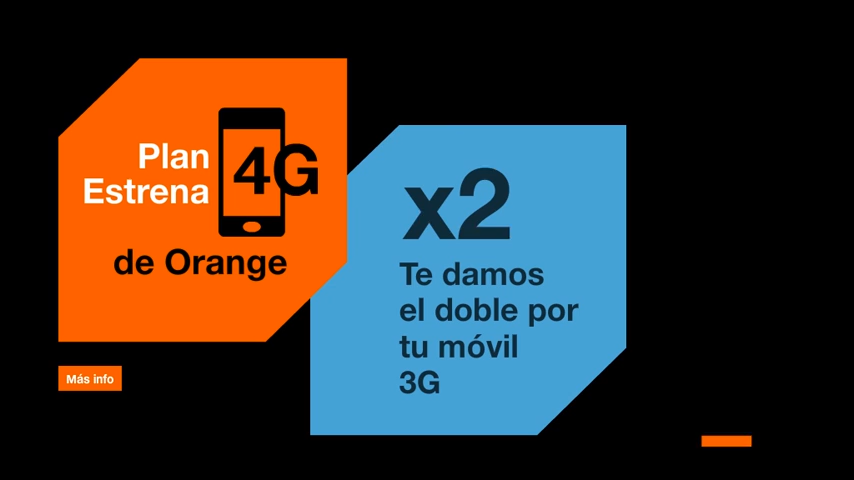 Plan
Estrena
4G
de Orange
x2
Te damos
el doble por
tu móvil
3G
Más info